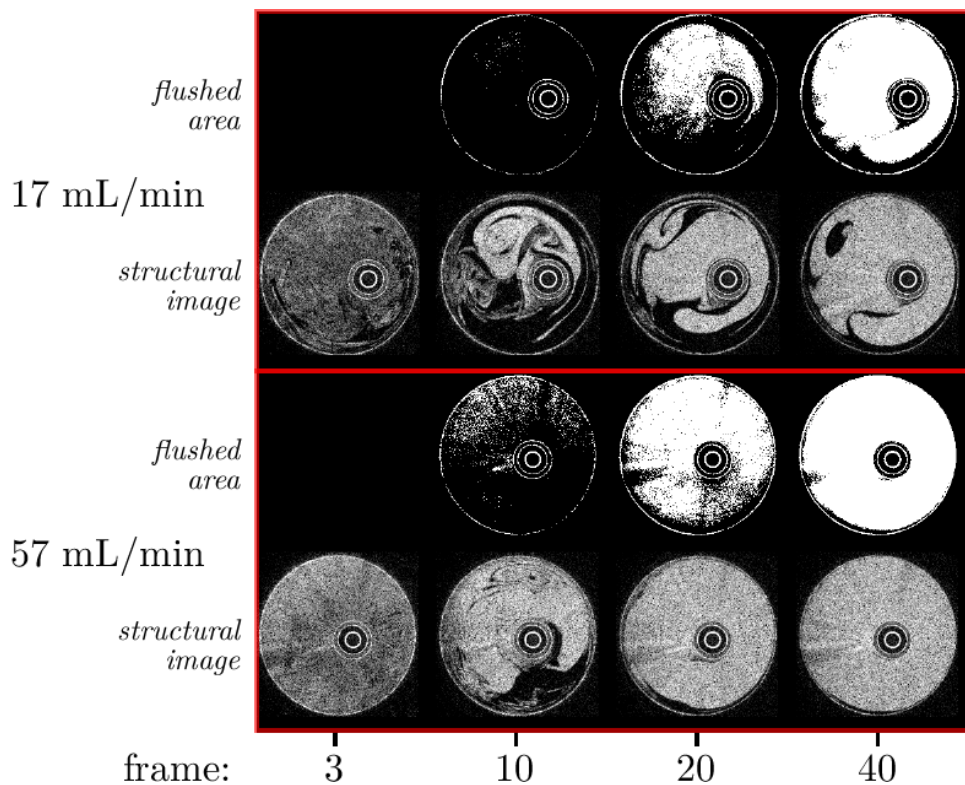 flushed
area
17 mL/min
structural
image
flushed
area
57 mL/min
structural
image
frame: 3 10 20 40